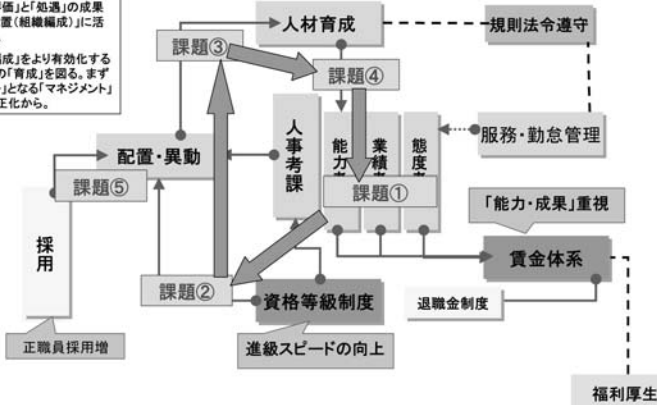 価」と「処遇」の成果
置(組織編成)」に活
成」をより有効化する
の「育成」を図る。まず
」となる「マネジメント」
正化から。
人材育成
規則法令遵守
課題③
課題④
服務・勤怠管理
人事考課
能力考
業績考
態度考
配置・異動
課題①
課題⑤
「能力・成果」重視
採用
賃金体系
課題②
資格等級制度
退職金制度
正職員採用増
進級スピードの向上
福利厚生